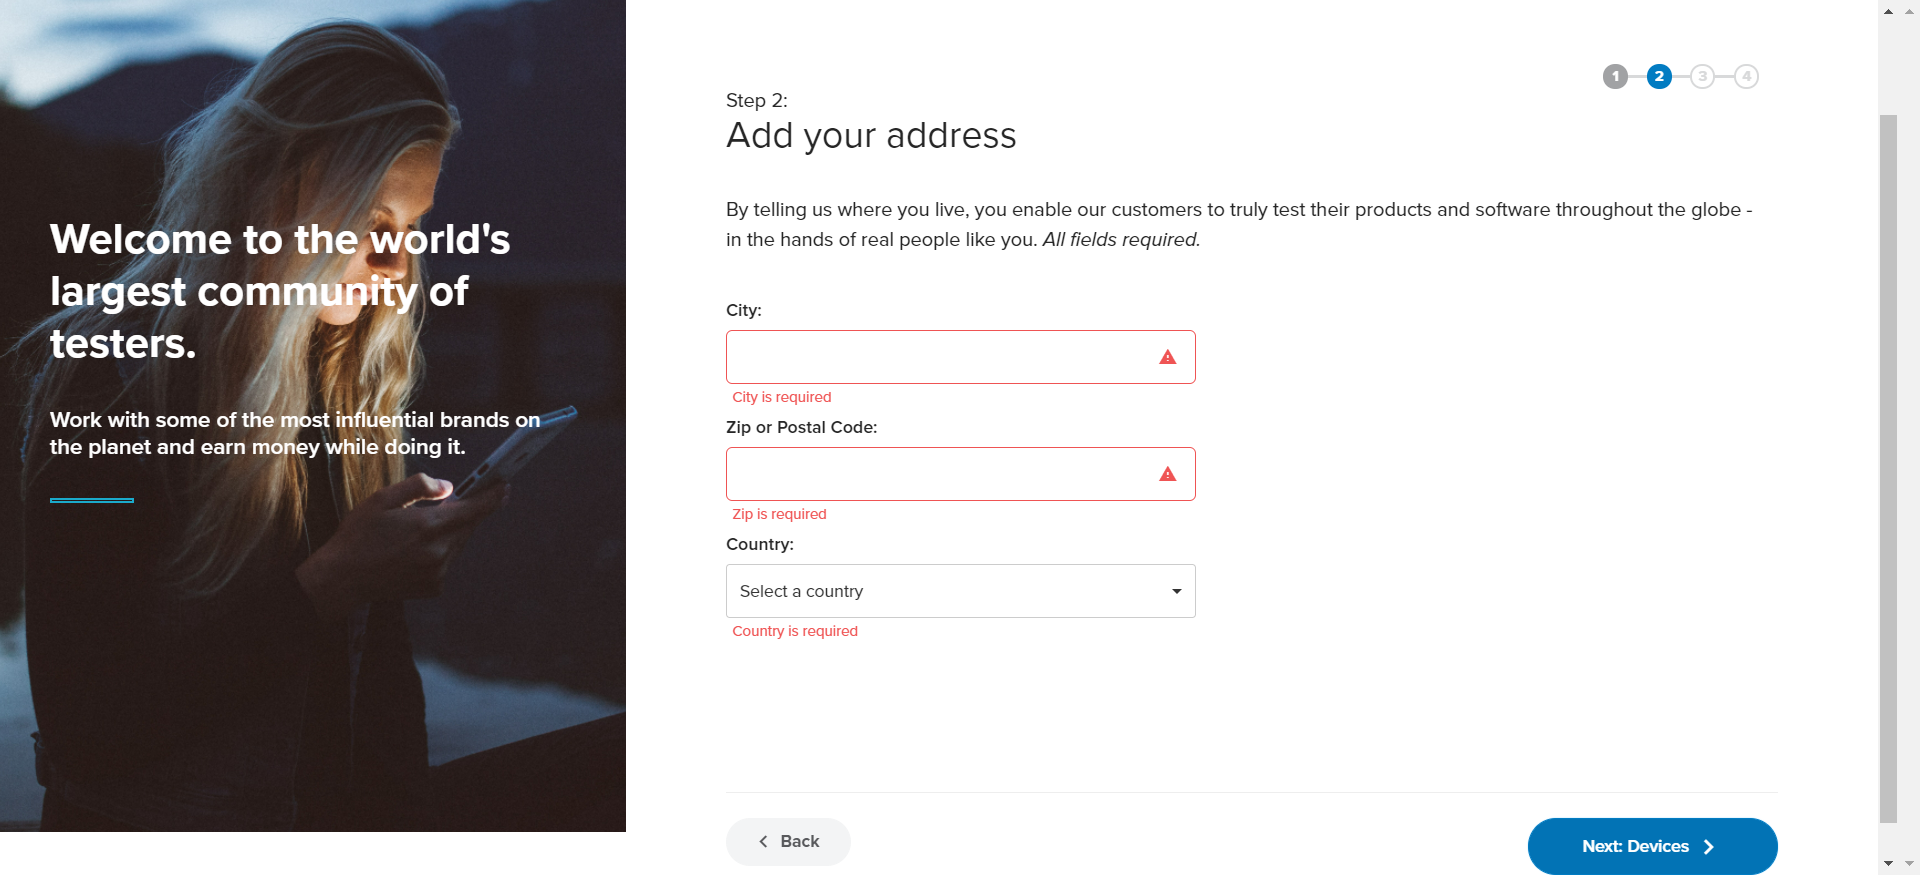 Welcome to the world's
largest community of
testers.
Work with some of the most influential brands on
the planet and earn money while doing it.
1 2 3 4
Step 2:
Add your address
By telling us where you live, you enable our customers to truly test their products and software throughout the globe -
in the hands of real people like you. All fields required.
City:
City is required
Zip or Postal Code:
Zip is required
Country:
Select a country
Country is required
Back
Next: Devices